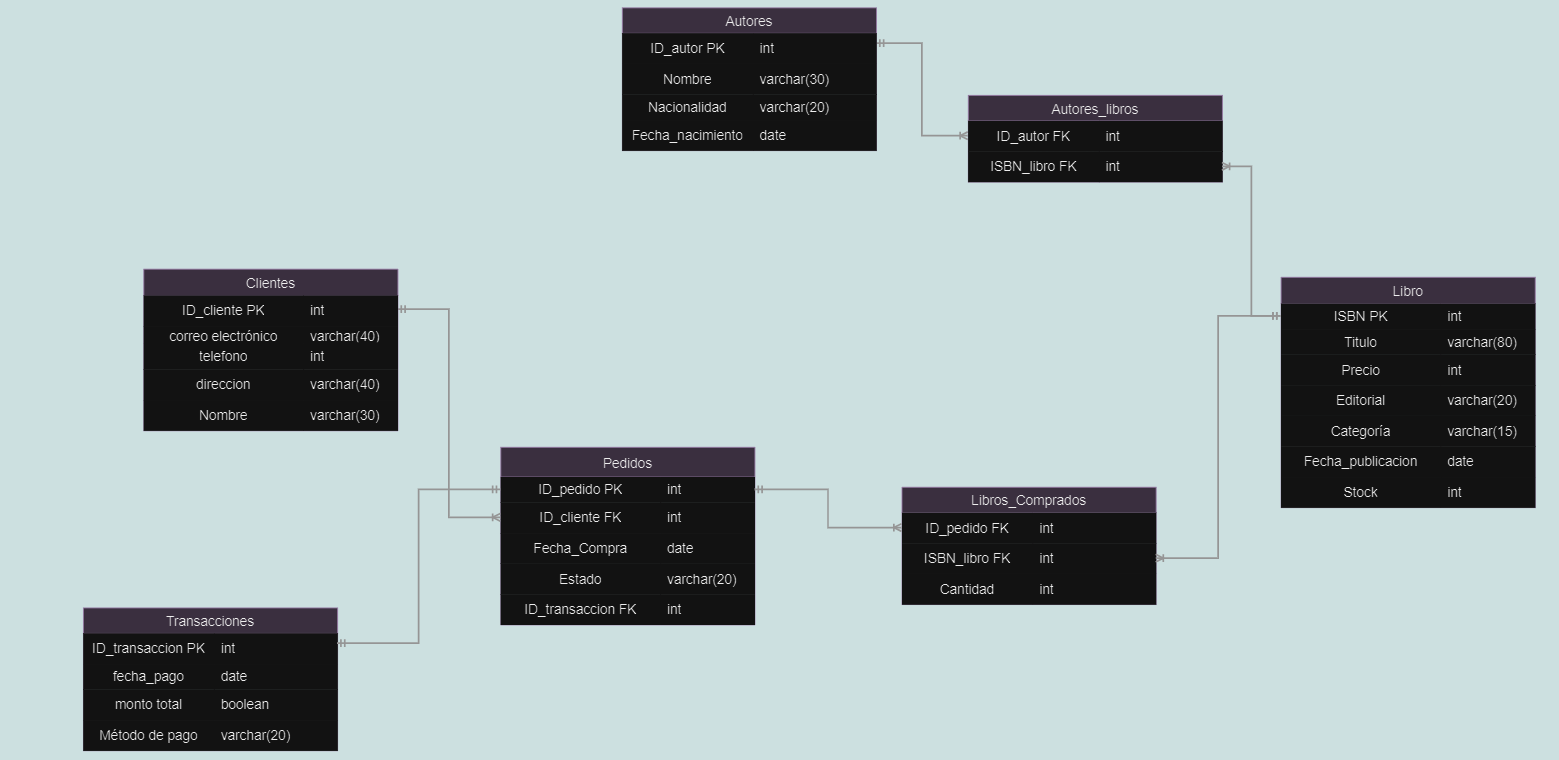 Autores
ID_autor PK int
Nombre varchar(30)
Nacionalidad varchar(20)
Fecha_nacimiento date
Autores_libros
ID_autor FK int
ISBN_libro FK int
Clientes
ID_cliente PK int
correo electrónico varchar(40)
telefono int
direccion varchar(40)
Nombre varchar(30)
Libro
ISBN PK int
Titulo varchar(80)
Precio int
Editorial varchar(20)
Categoría varchar(15)
Fecha_publicacion date
Stock int
Pedidos
ID_pedido PK int
ID_cliente FK int
Fecha_Compra date
Estado varchar(20)
ID_transaccion FK int
Libros_Comprados
ID_pedido FK int
ISBN_libro FK int
Cantidad int
Transacciones
ID_transaccion PK int
fecha_pago date
monto total boolean
Método de pago varchar(20)